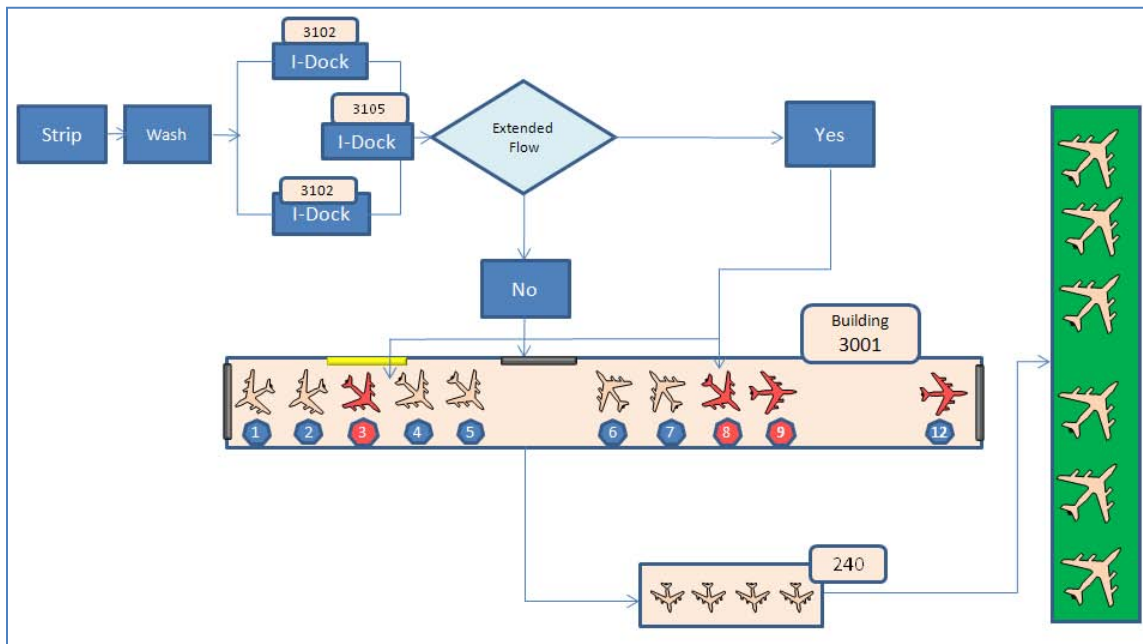 3102
I-Dock
3105
I-Dock
3102
I-Dock
Strip
Wash
Extended
Flow
Yes
No
Building
3001
1
2
3
4
5
6
7
8
9
12
240